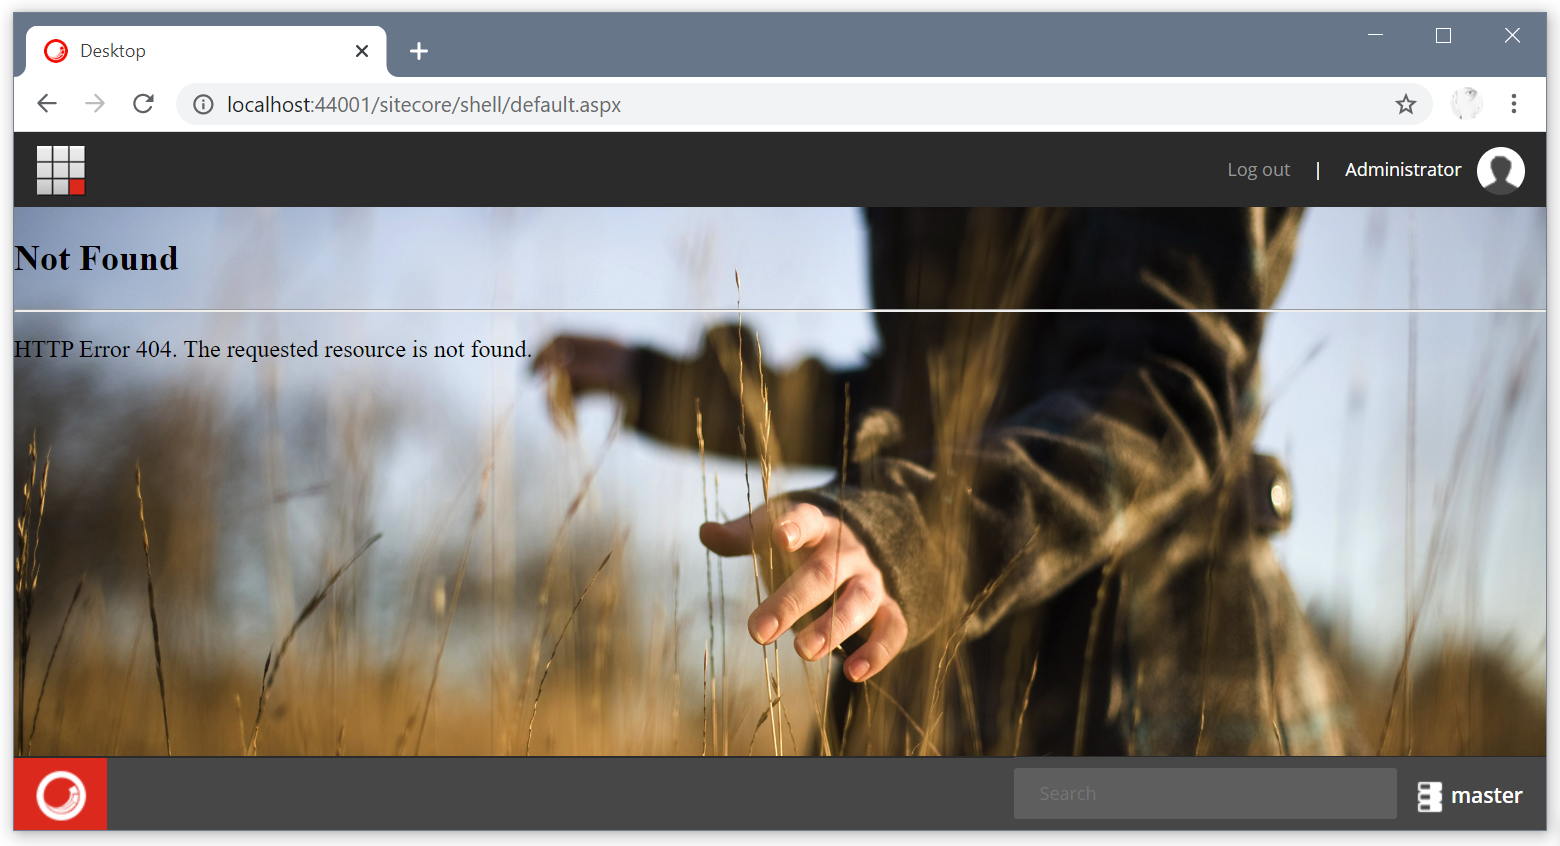 Desktop
localhost:44001/sitecore/shell/default.aspx
Log out | Administrator
Not Found
HTTP Error 404. The requested resource is not found.
Search
master